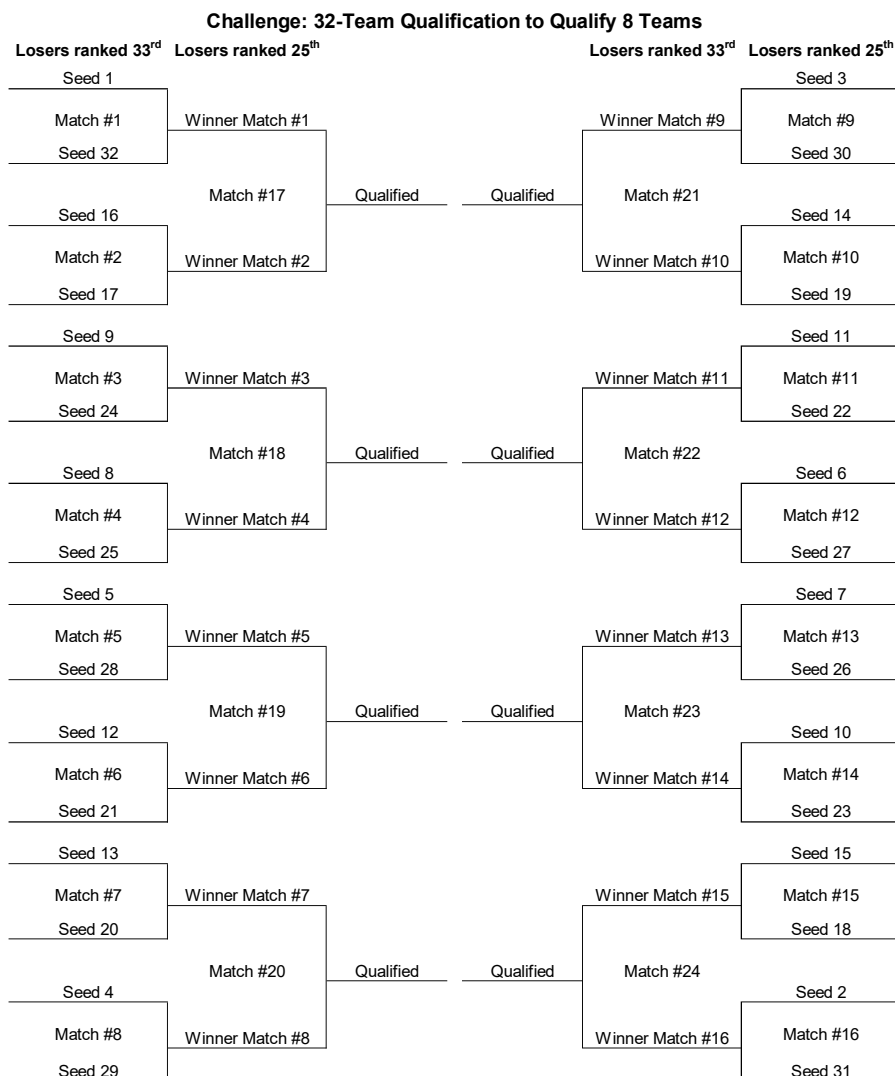 Challenge: 32-Team Qualification to Qualify 8 Teams
Losers ranked 33rd Losers ranked 25th Losers ranked 33rd Losers ranked 25th
Seed 1 Seed 3
Match #1 Winner Match #1 Winner Match #9 Match #9
Seed 32 Seed 30
Match #17 Qualified Qualified Match #21
Seed 16 Seed 14
Match #2 Winner Match #2 Winner Match #10 Match #10
Seed 17 Seed 19
Seed 9 Seed 11
Match #3 Winner Match #3 Winner Match #11 Match #11
Seed 24 Seed 22
Match #18 Qualified Qualified Match #22
Seed 8 Seed 6
Match #4 Winner Match #4 Winner Match #12 Match #12
Seed 25 Seed 27
Seed 5 Seed 7
Match #5 Winner Match #5 Winner Match #13 Match #13
Seed 28 Seed 26
Match #19 Qualified Qualified Match #23
Seed 12 Seed 10
Match #6 Winner Match #6 Winner Match #14 Match #14
Seed 21 Seed 23
Seed 13 Seed 15
Match #7 Winner Match #7 Winner Match #15 Match #15
Seed 20 Seed 18
Match #20 Qualified Qualified Match #24
Seed 4 Seed 2
Match #8 Winner Match #8 Winner Match #16 Match #16
Seed 29 Seed 31